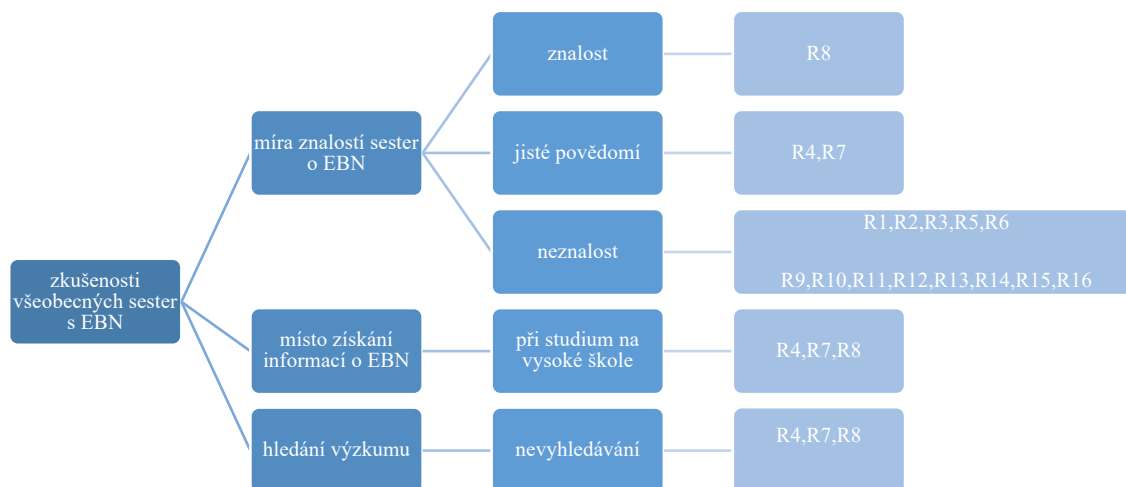 zkušenosti
všeobecných sester
s EBN
míra znalostí sester
o EBN
znalost
R8
jisté povědomí
R4,R7
neznalost
R1,R2,R3,R5,R6
R9,R10,R11,R12,R13,R14,R15,R16
místo získání
informací o EBN
při studium na
vysoké škole
R4,R7,R8
hledání výzkumu
nevyhledávání
R4,R7,R8